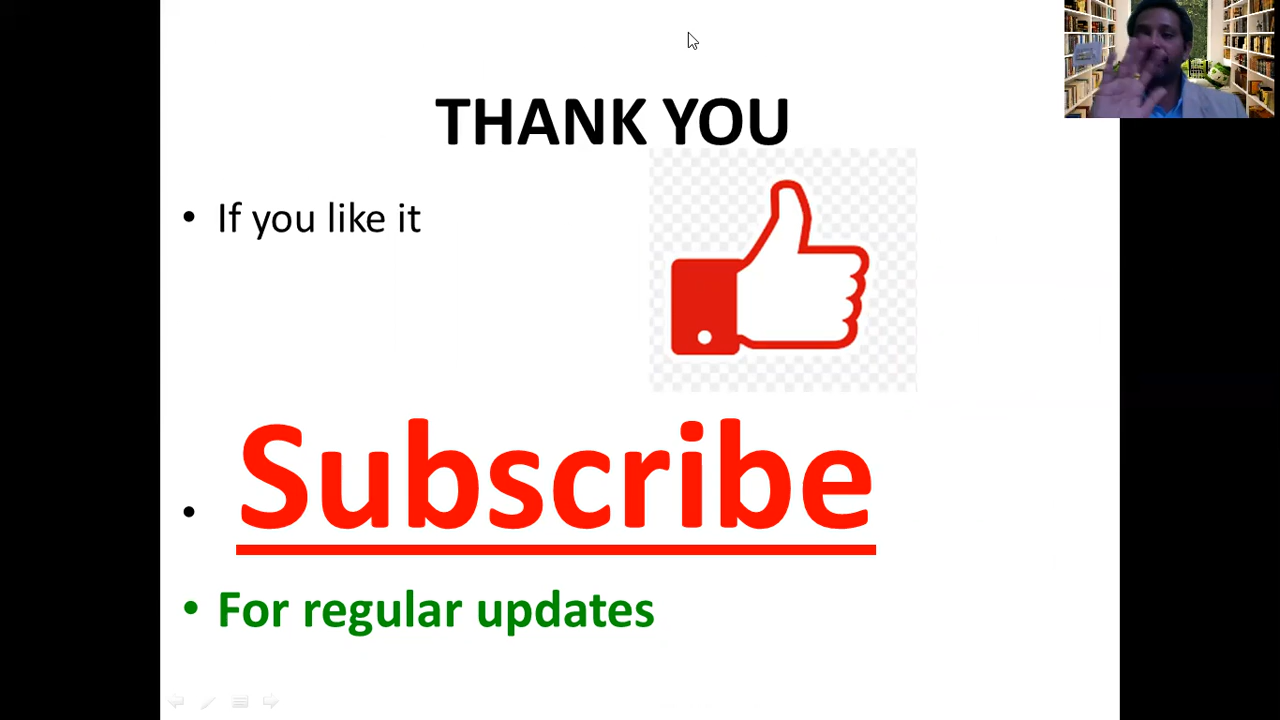 THANK YOU
• If you like it
• Subscribe
• For regular updates